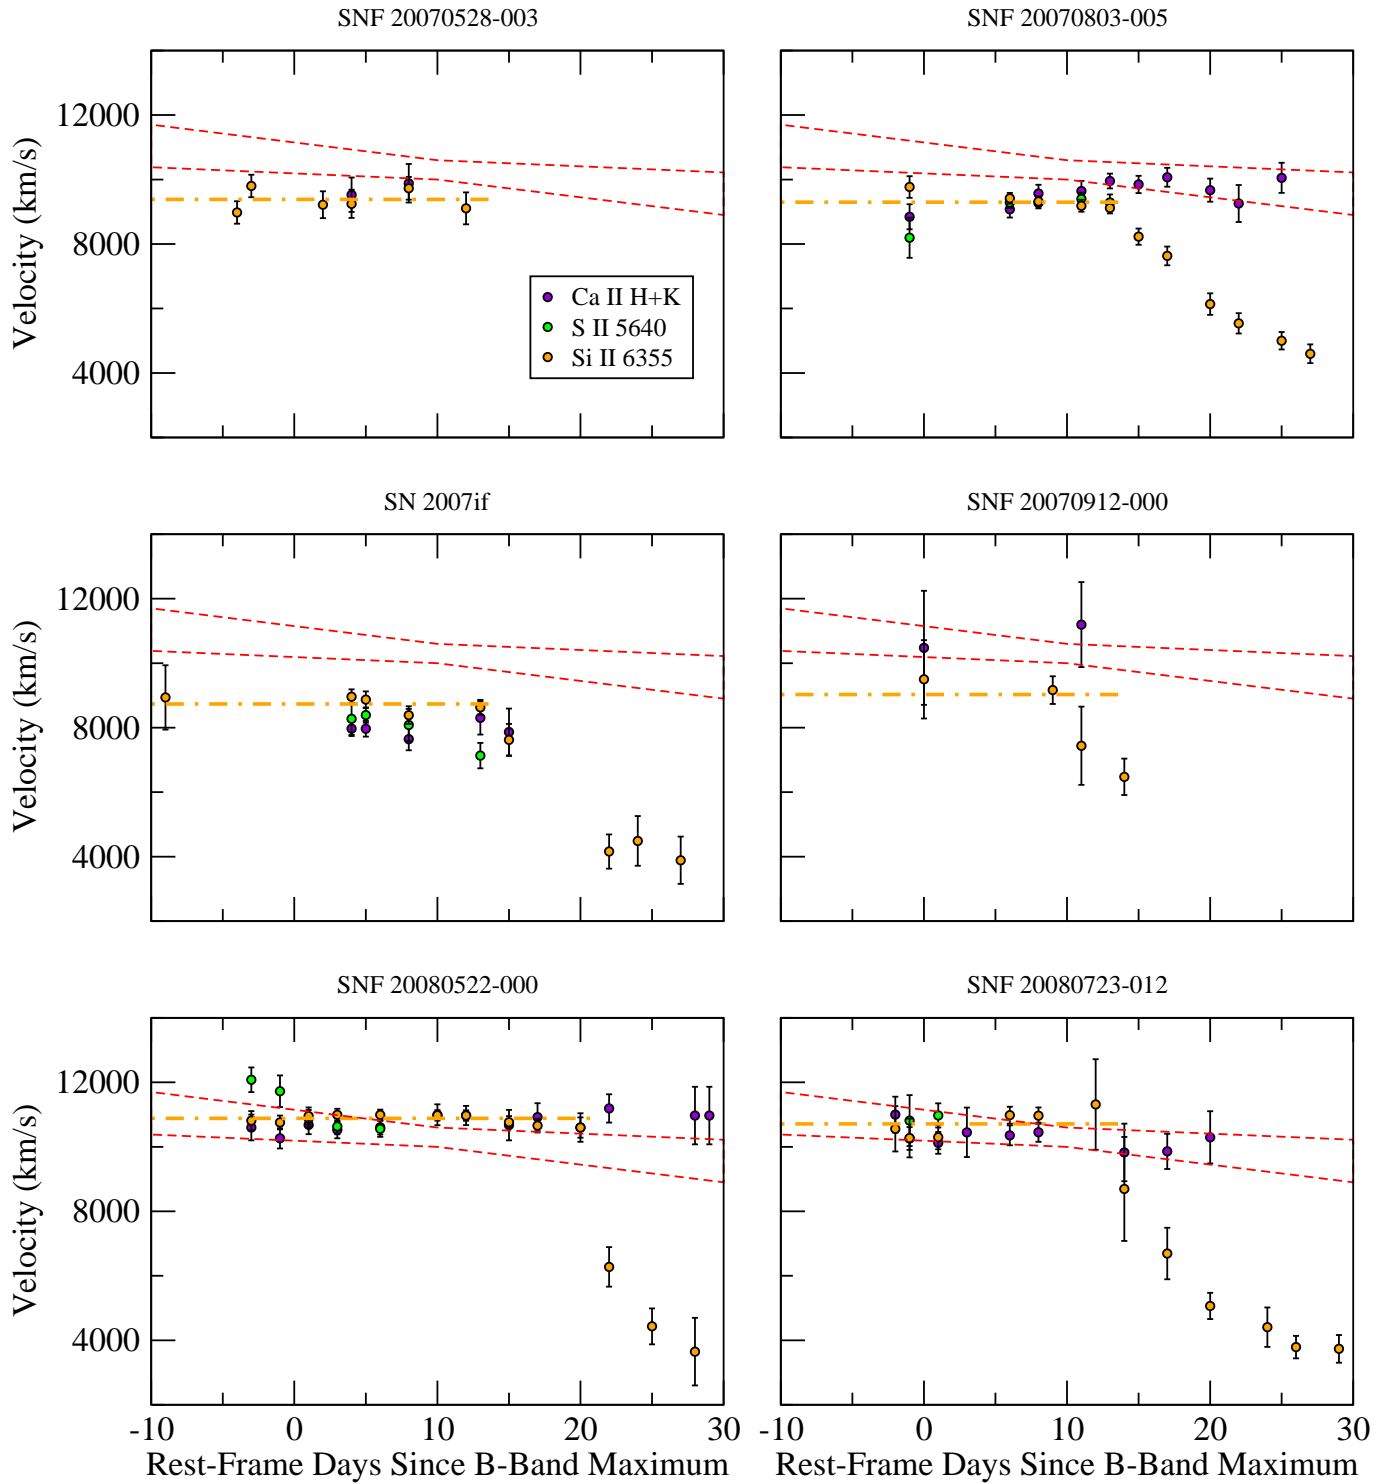 SNF 20070528-003
SNF 20070803-005
12000
8000
4000
Velocity (km/s)
Ca II H+K
S II 5640
Si II 6355
SN 2007if
SNF 20070912-000
12000
8000
4000
Velocity (km/s)
SNF 20080522-000
SNF 20080723-012
12000
8000
4000
Velocity (km/s)
-10 0 10 20 30
-10 0 10 20 30
Rest-Frame Days Since B-Band Maximum
Rest-Frame Days Since B-Band Maximum